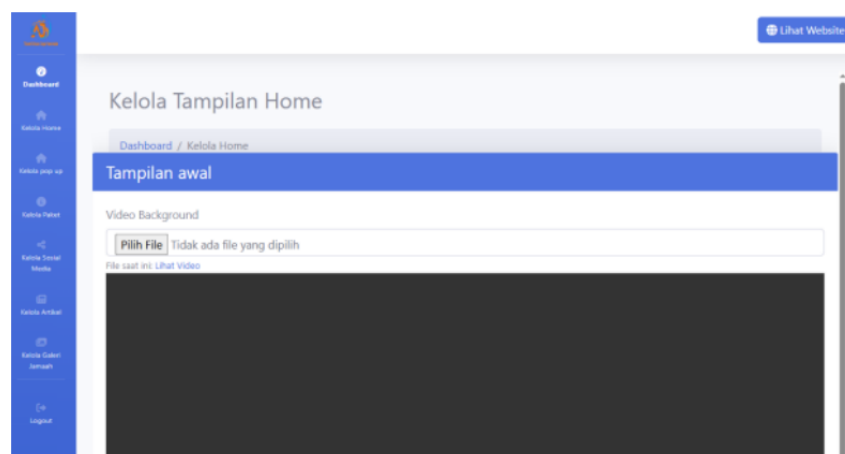 Lihat Website
Dashboard
Kelola Home
Kelola pop up
Kelola Paket
Kelola Sosial
Media
Kelola Artikel
Kelola Galeri
Jamaah
Logout
Kelola Tampilan Home
Dashboard / Kelola Home
Tampilan awal
Video Background
Pilih File Tidak ada file yang dipilih
File saat ini: Lihat Video